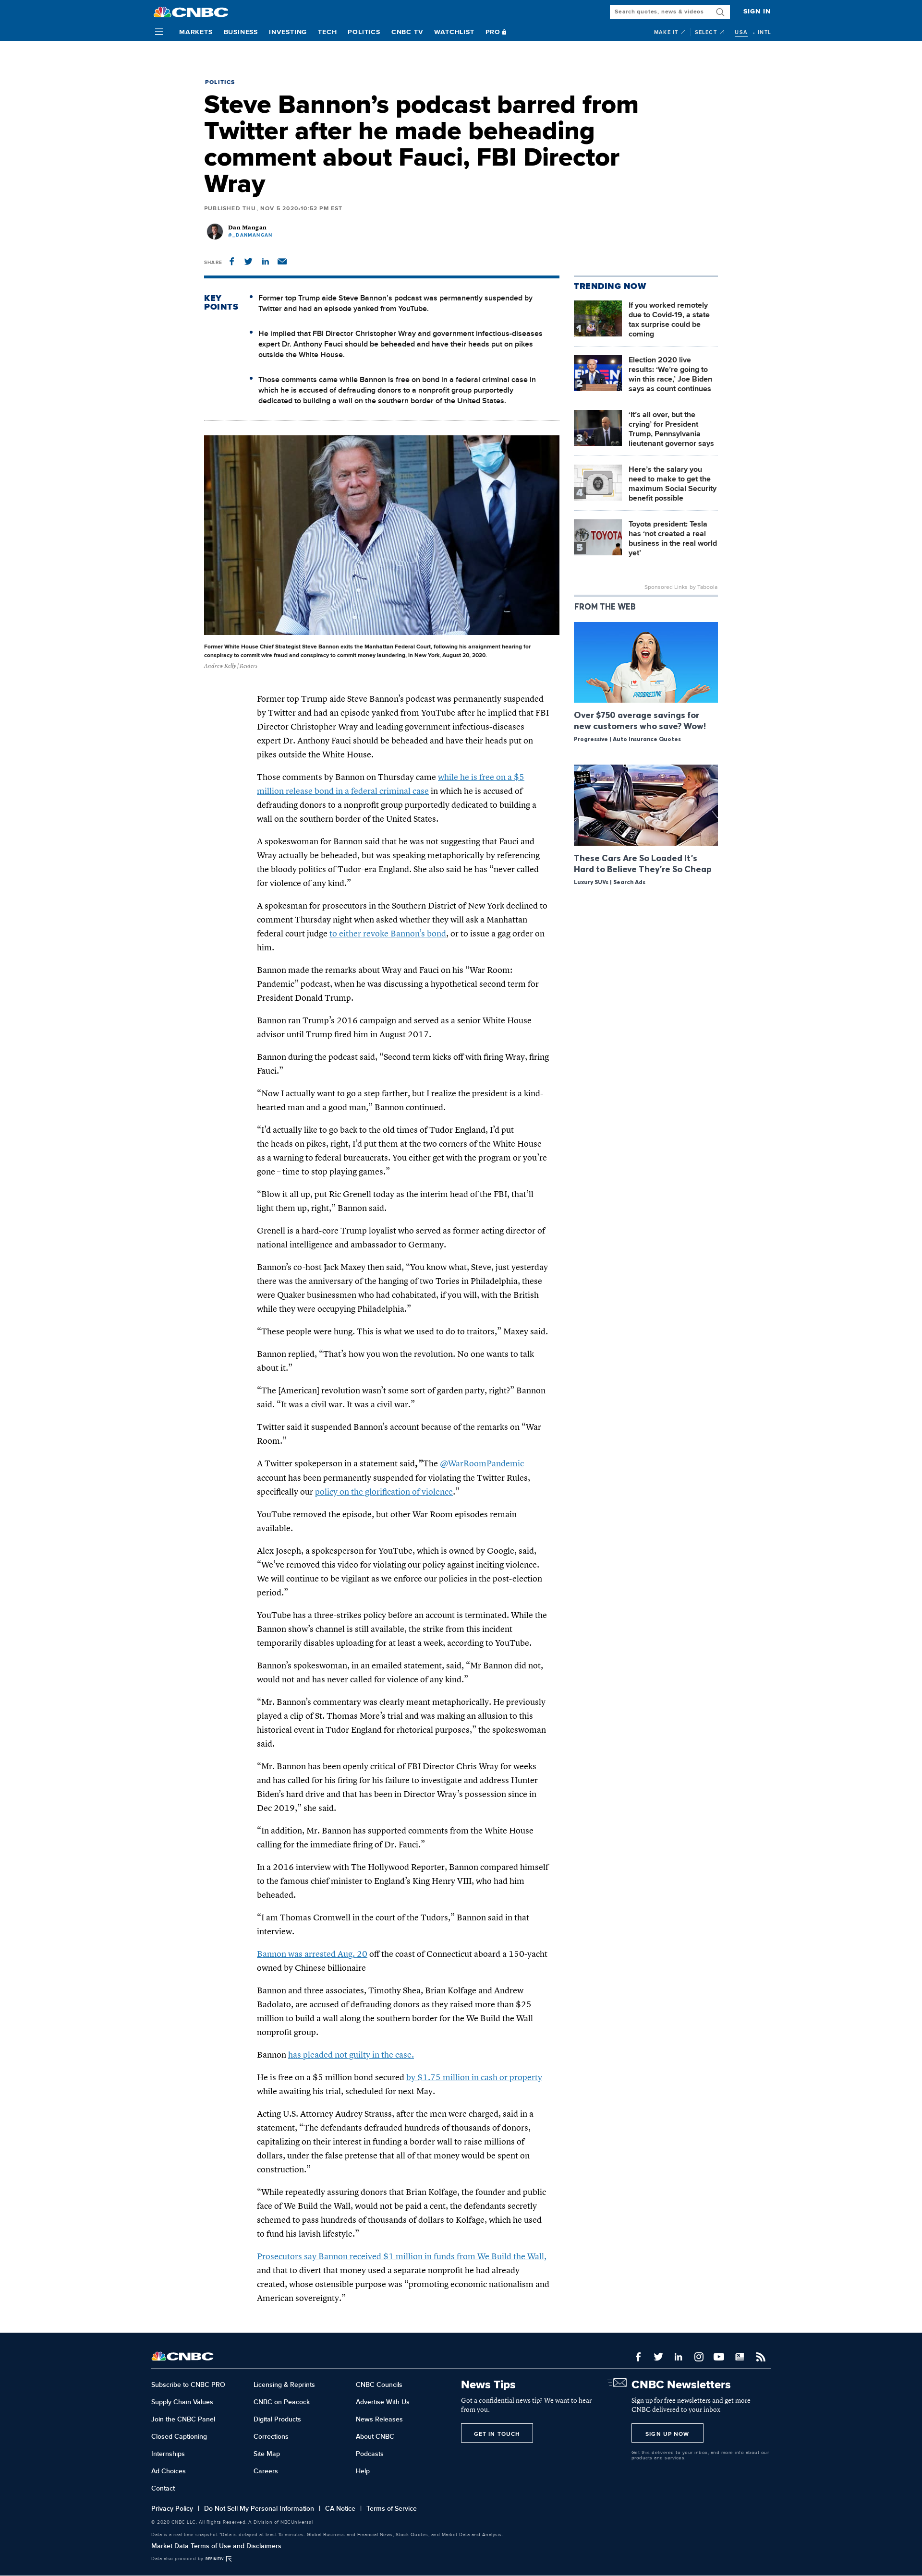 CNBC
Search quotes, news & videos
SIGN IN
MARKETS BUSINESS INVESTING TECH POLITICS CNBC TV WATCHLIST PRO
MAKE IT SELECT USA • INTL
POLITICS
Steve Bannon’s podcast barred from
Twitter after he made beheading
comment about Fauci, FBI Director
Wray
PUBLISHED THU, NOV 5 2020•10:52 PM EST
Dan Mangan
@_DANMANGAN
SHARE
KEY
POINTS
• Former top Trump aide Steve Bannon’s podcast was permanently suspended by
Twitter and had an episode yanked from YouTube.
• He implied that FBI Director Christopher Wray and government infectious-diseases
expert Dr. Anthony Fauci should be beheaded and have their heads put on pikes
outside the White House.
• Those comments came while Bannon is free on bond in a federal criminal case in
which he is accused of defrauding donors to a nonprofit group purportedly
dedicated to building a wall on the southern border of the United States.
Former White House Chief Strategist Steve Bannon exits the Manhattan Federal Court, following his arraignment hearing for
conspiracy to commit wire fraud and conspiracy to commit money laundering, in New York, August 20, 2020.
Andrew Kelly | Reuters
Former top Trump aide Steve Bannon’s podcast was permanently suspended
by Twitter and had an episode yanked from YouTube after he implied that FBI
Director Christopher Wray and leading government infectious-diseases
expert Dr. Anthony Fauci should be beheaded and have their heads put on
pikes outside the White House.
Those comments by Bannon on Thursday came while he is free on a $5
million release bond in a federal criminal case in which he is accused of
defrauding donors to a nonprofit group purportedly dedicated to building a
wall on the southern border of the United States.
A spokeswoman for Bannon said that he was not suggesting that Fauci and
Wray actually be beheaded, but was speaking metaphorically by referencing
the bloody politics of Tudor-era England. She also said he has “never called
for violence of any kind.”
A spokesman for prosecutors in the Southern District of New York declined to
comment Thursday night when asked whether they will ask a Manhattan
federal court judge to either revoke Bannon’s bond, or to issue a gag order on
him.
Bannon made the remarks about Wray and Fauci on his “War Room:
Pandemic” podcast, when he was discussing a hypothetical second term for
President Donald Trump.
Bannon ran Trump’s 2016 campaign and served as a senior White House
advisor until Trump fired him in August 2017.
Bannon during the podcast said, “Second term kicks off with firing Wray, firing
Fauci.”
“Now I actually want to go a step farther, but I realize the president is a kind-
hearted man and a good man,” Bannon continued.
“I’d actually like to go back to the old times of Tudor England, I’d put
the heads on pikes, right, I’d put them at the two corners of the White House
as a warning to federal bureaucrats. You either get with the program or you’re
gone – time to stop playing games.”
“Blow it all up, put Ric Grenell today as the interim head of the FBI, that’ll
light them up, right,” Bannon said.
Grenell is a hard-core Trump loyalist who served as former acting director of
national intelligence and ambassador to Germany.
Bannon’s co-host Jack Maxey then said, “You know what, Steve, just yesterday
there was the anniversary of the hanging of two Tories in Philadelphia, these
were Quaker businessmen who had cohabitated, if you will, with the British
while they were occupying Philadelphia.”
“These people were hung. This is what we used to do to traitors,” Maxey said.
Bannon replied, “That’s how you won the revolution. No one wants to talk
about it.”
“The [American] revolution wasn’t some sort of garden party, right?” Bannon
said. “It was a civil war. It was a civil war.”
Twitter said it suspended Bannon’s account because of the remarks on “War
Room.”
A Twitter spokeperson in a statement said,”The @WarRoomPandemic
account has been permanently suspended for violating the Twitter Rules,
specifically our policy on the glorification of violence.”
YouTube removed the episode, but other War Room episodes remain
available.
Alex Joseph, a spokesperson for YouTube, which is owned by Google, said,
“We’ve removed this video for violating our policy against inciting violence.
We will continue to be vigilant as we enforce our policies in the post-election
period.”
YouTube has a three-strikes policy before an account is terminated. While the
Bannon show’s channel is still available, the strike from this incident
temporarily disables uploading for at least a week, according to YouTube.
Bannon’s spokeswoman, in an emailed statement, said, “Mr Bannon did not,
would not and has never called for violence of any kind.”
“Mr. Bannon’s commentary was clearly meant metaphorically. He previously
played a clip of St. Thomas More’s trial and was making an allusion to this
historical event in Tudor England for rhetorical purposes,” the spokeswoman
said.
“Mr. Bannon has been openly critical of FBI Director Chris Wray for weeks
and has called for his firing for his failure to investigate and address Hunter
Biden’s hard drive and that has been in Director Wray’s possession since in
Dec 2019,” she said.
“In addition, Mr. Bannon has supported comments from the White House
calling for the immediate firing of Dr. Fauci.”
In a 2016 interview with The Hollywood Reporter, Bannon compared himself
to the famous chief minister to England’s King Henry VIII, who had him
beheaded.
“I am Thomas Cromwell in the court of the Tudors,” Bannon said in that
interview.
Bannon was arrested Aug. 20 off the coast of Connecticut aboard a 150-yacht
owned by Chinese billionaire
Bannon and three associates, Timothy Shea, Brian Kolfage and Andrew
Badolato, are accused of defrauding donors as they raised more than $25
million to build a wall along the southern border for the We Build the Wall
nonprofit group.
Bannon has pleaded not guilty in the case.
He is free on a $5 million bond secured by $1.75 million in cash or property
while awaiting his trial, scheduled for next May.
Acting U.S. Attorney Audrey Strauss, after the men were charged, said in a
statement, “The defendants defrauded hundreds of thousands of donors,
capitalizing on their interest in funding a border wall to raise millions of
dollars, under the false pretense that all of that money would be spent on
construction.”
“While repeatedly assuring donors that Brian Kolfage, the founder and public
face of We Build the Wall, would not be paid a cent, the defendants secretly
schemed to pass hundreds of thousands of dollars to Kolfage, which he used
to fund his lavish lifestyle.”
Prosecutors say Bannon received $1 million in funds from We Build the Wall,
and that to divert that money used a separate nonprofit he had already
created, whose ostensible purpose was “promoting economic nationalism and
American sovereignty.”
TRENDING NOW
1
If you worked remotely
due to Covid-19, a state
tax surprise could be
coming
2
Election 2020 live
results: ‘We’re going to
win this race,’ Joe Biden
says as count continues
3
‘It’s all over, but the
crying’ for President
Trump, Pennsylvania
lieutenant governor says
4
Here’s the salary you
need to make to get the
maximum Social Security
benefit possible
TOYOTA
5
Toyota president: Tesla
has ‘not created a real
business in the real world
yet’
Sponsored Links by Taboola
FROM THE WEB
PROGRESSIVE
Over $750 average savings for
new customers who save? Wow!
Progressive | Auto Insurance Quotes
These Cars Are So Loaded It’s
Hard to Believe They’re So Cheap
Luxury SUVs | Search Ads
CNBC
Subscribe to CNBC PRO
Supply Chain Values
Join the CNBC Panel
Closed Captioning
Internships
Ad Choices
Contact
Licensing & Reprints
CNBC on Peacock
Digital Products
Corrections
Site Map
Careers
CNBC Councils
Advertise With Us
News Releases
About CNBC
Podcasts
Help
News Tips
Got a confidential news tip? We want to hear
from you.
GET IN TOUCH
CNBC Newsletters
Sign up for free newsletters and get more
CNBC delivered to your inbox
SIGN UP NOW
Get this delivered to your inbox, and more info about our
products and services.
Privacy Policy | Do Not Sell My Personal Information | CA Notice | Terms of Service
© 2020 CNBC LLC. All Rights Reserved. A Division of NBCUniversal
Data is a real-time snapshot *Data is delayed at least 15 minutes. Global Business and Financial News, Stock Quotes, and Market Data and Analysis.
Market Data Terms of Use and Disclaimers
Data also provided by REFINITIV